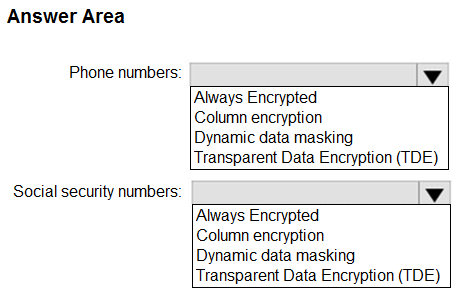 Answer Area
Phone numbers:
Always Encrypted
Column encryption
Dynamic data masking
Transparent Data Encryption (TDE)
Social security numbers:
Always Encrypted
Column encryption
Dynamic data masking
Transparent Data Encryption (TDE)